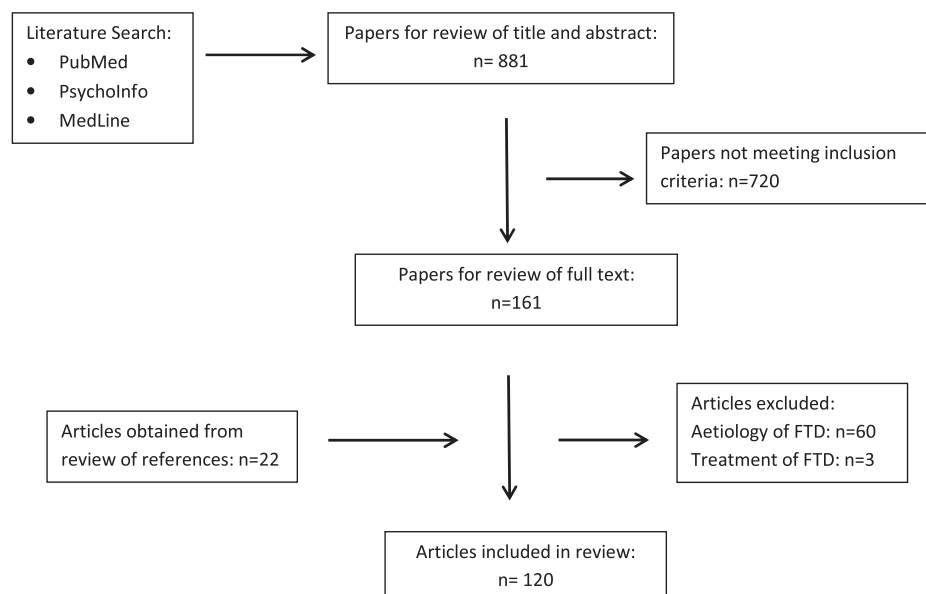 Literature Search:
• PubMed
• PsychoInfo
• MedLine
Papers for review of title and abstract:
n= 881
Papers not meeting inclusion
criteria: n=720
Papers for review of full text:
n=161
Articles obtained from
review of references: n=22
Articles excluded:
Aetiology of FTD: n=60
Treatment of FTD: n=3
Articles included in review:
n= 120